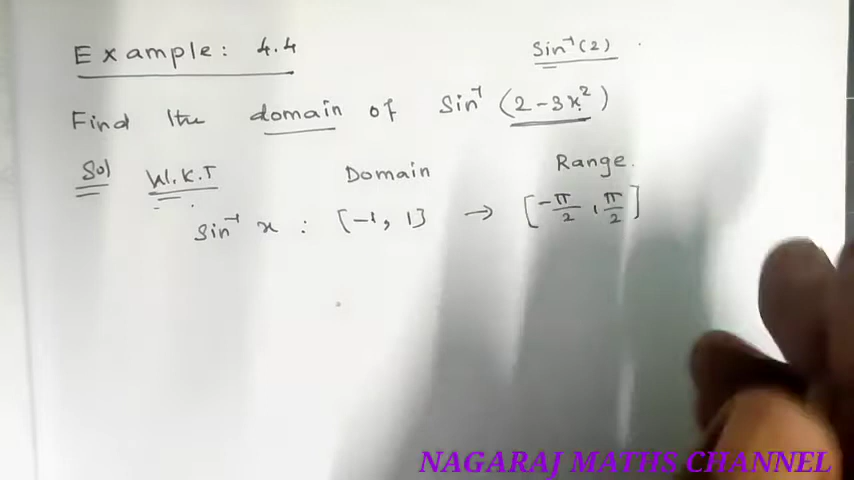 Example: 4.4
Sin⁻¹(2)
Find the domain of Sin⁻¹ (2-3x²)
Sol W.K.T Domain Range.
Sin⁻¹ x : [-1, 1] → [-π/2, π/2]
NAGARAJ MATHS CHANNEL